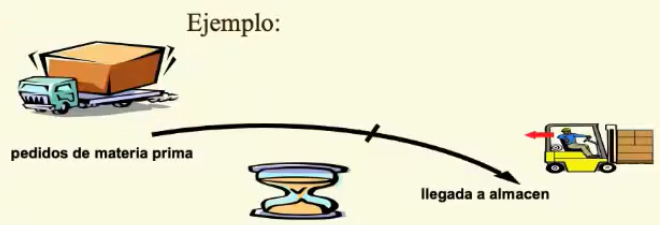 Ejemplo:
pedidos de materia prima
llegada a almacen